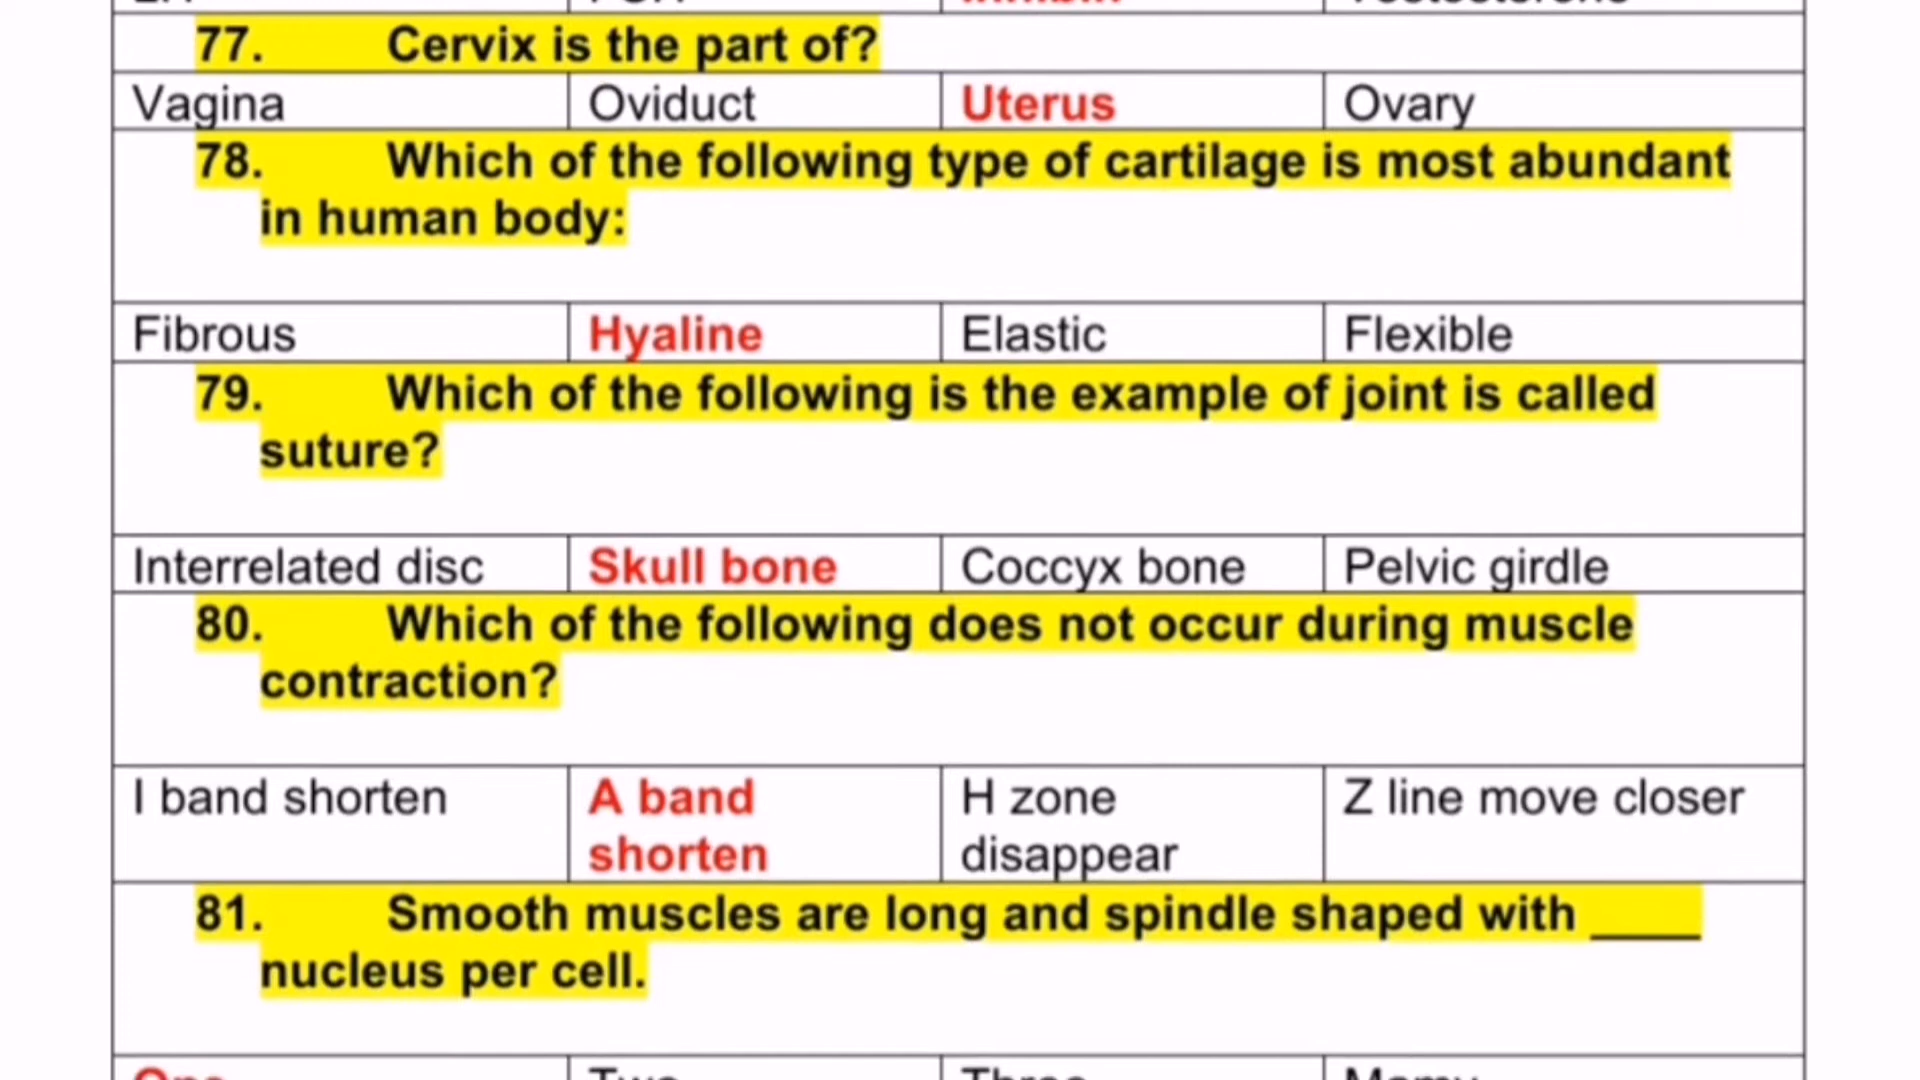 77. Cervix is the part of?
Vagina Oviduct Uterus Ovary
78. Which of the following type of cartilage is most abundant
in human body:
Fibrous Hyaline Elastic Flexible
79. Which of the following is the example of joint is called
suture?
Interrelated disc Skull bone Coccyx bone Pelvic girdle
80. Which of the following does not occur during muscle
contraction?
I band shorten A band H zone Z line move closer
shorten disappear
81. Smooth muscles are long and spindle shaped with ____
nucleus per cell.